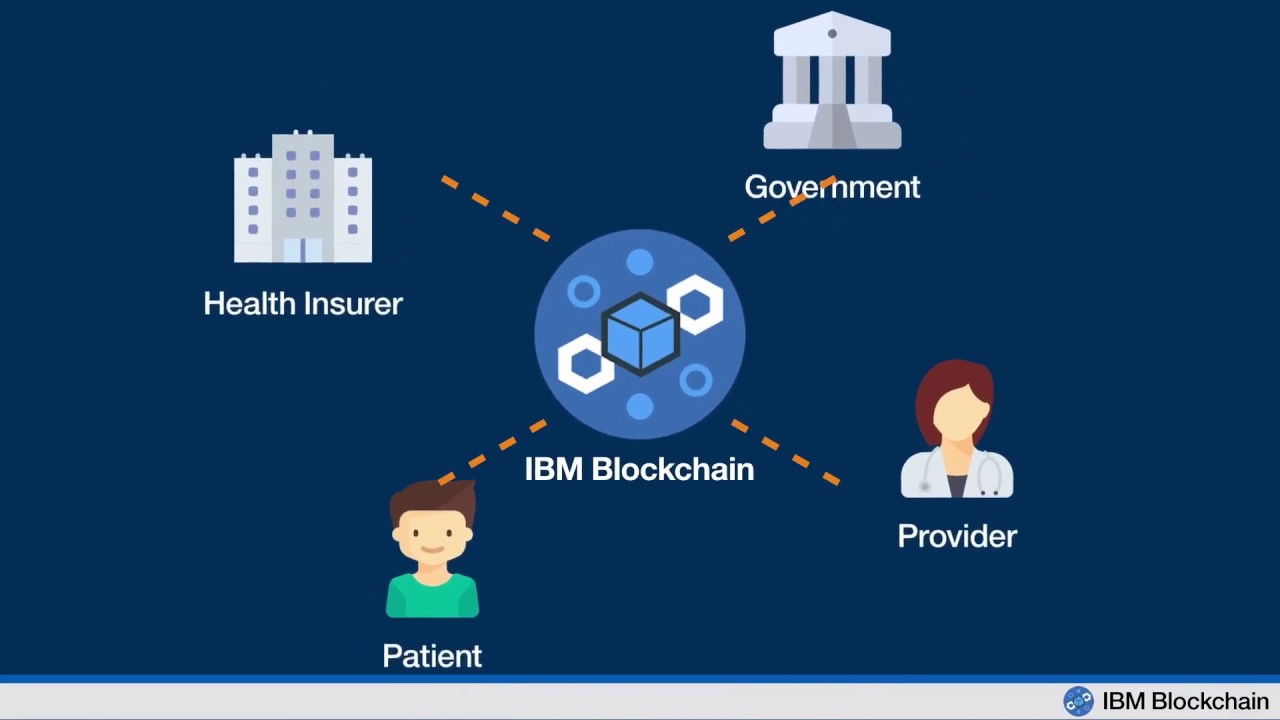 Government
Health Insurer
IBM Blockchain
Provider
Patient
IBM Blockchain